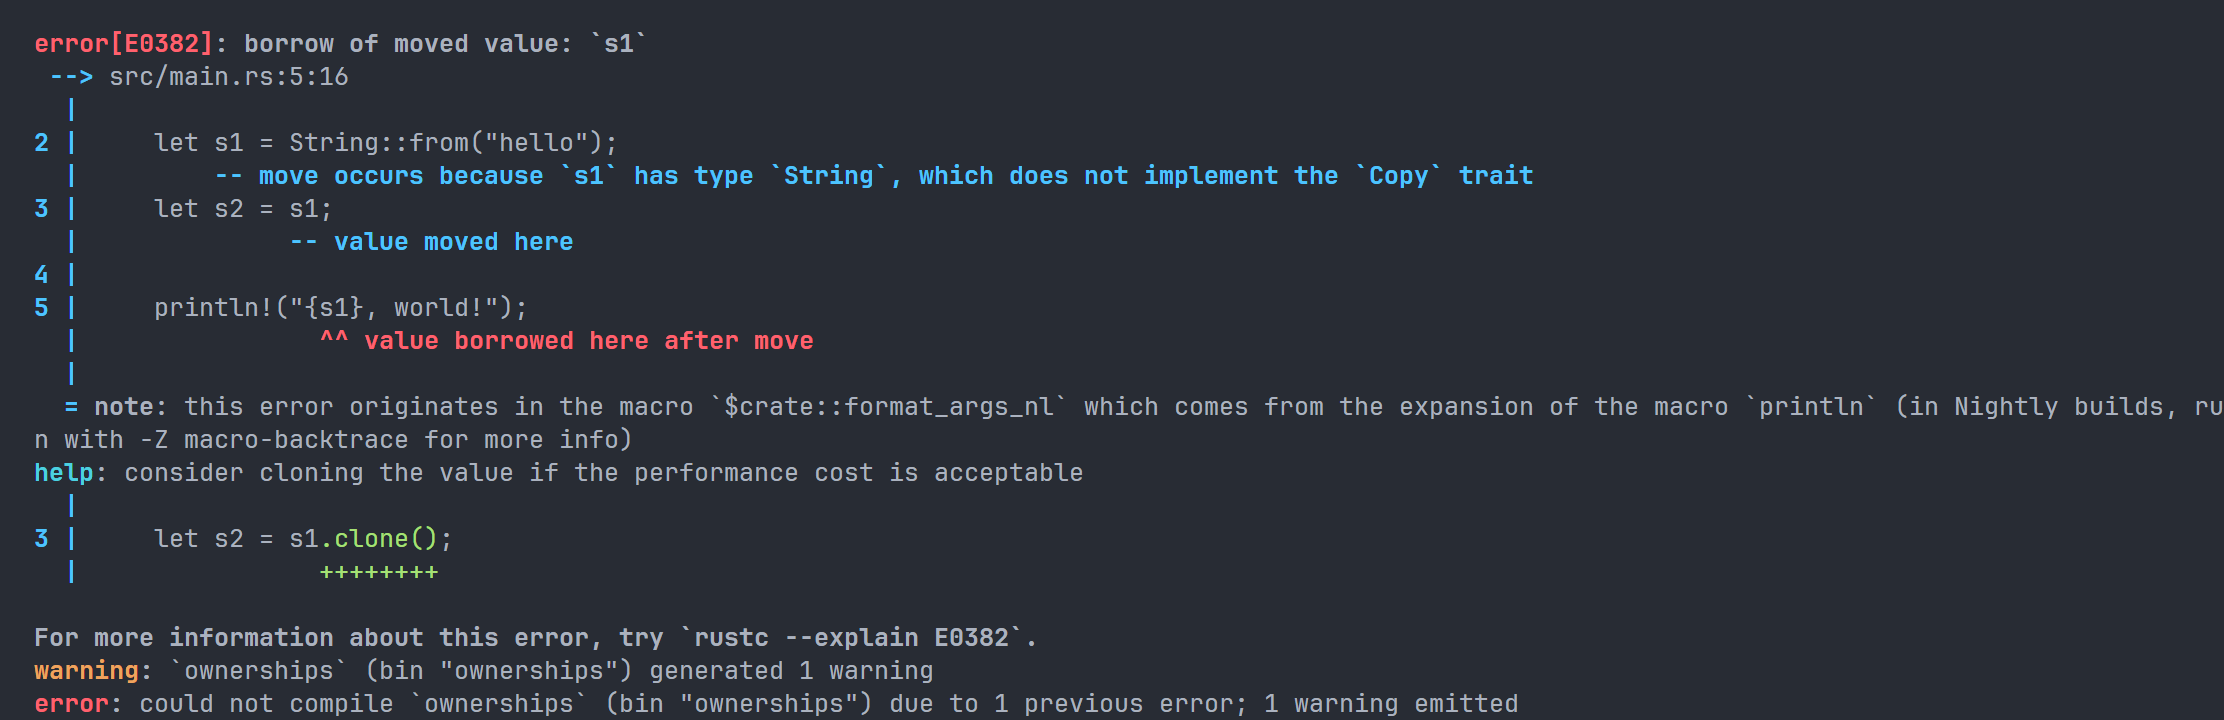 error[E0382]: borrow of moved value: `s1`
 --> src/main.rs:5:16
  |
2 |     let s1 = String::from("hello");
  |         -- move occurs because `s1` has type `String`, which does not implement the `Copy` trait
3 |     let s2 = s1;
  |              -- value moved here
4 |
5 |     println!("{s1}, world!");
  |                ^^ value borrowed here after move
  |
  = note: this error originates in the macro `$crate::format_args_nl` which comes from the expansion of the macro `println` (in Nightly builds, ru
n with -Z macro-backtrace for more info)
help: consider cloning the value if the performance cost is acceptable
  |
3 |     let s2 = s1.clone();
  |                ++++++++

For more information about this error, try `rustc --explain E0382`.
warning: `ownerships` (bin "ownerships") generated 1 warning
error: could not compile `ownerships` (bin "ownerships") due to 1 previous error; 1 warning emitted